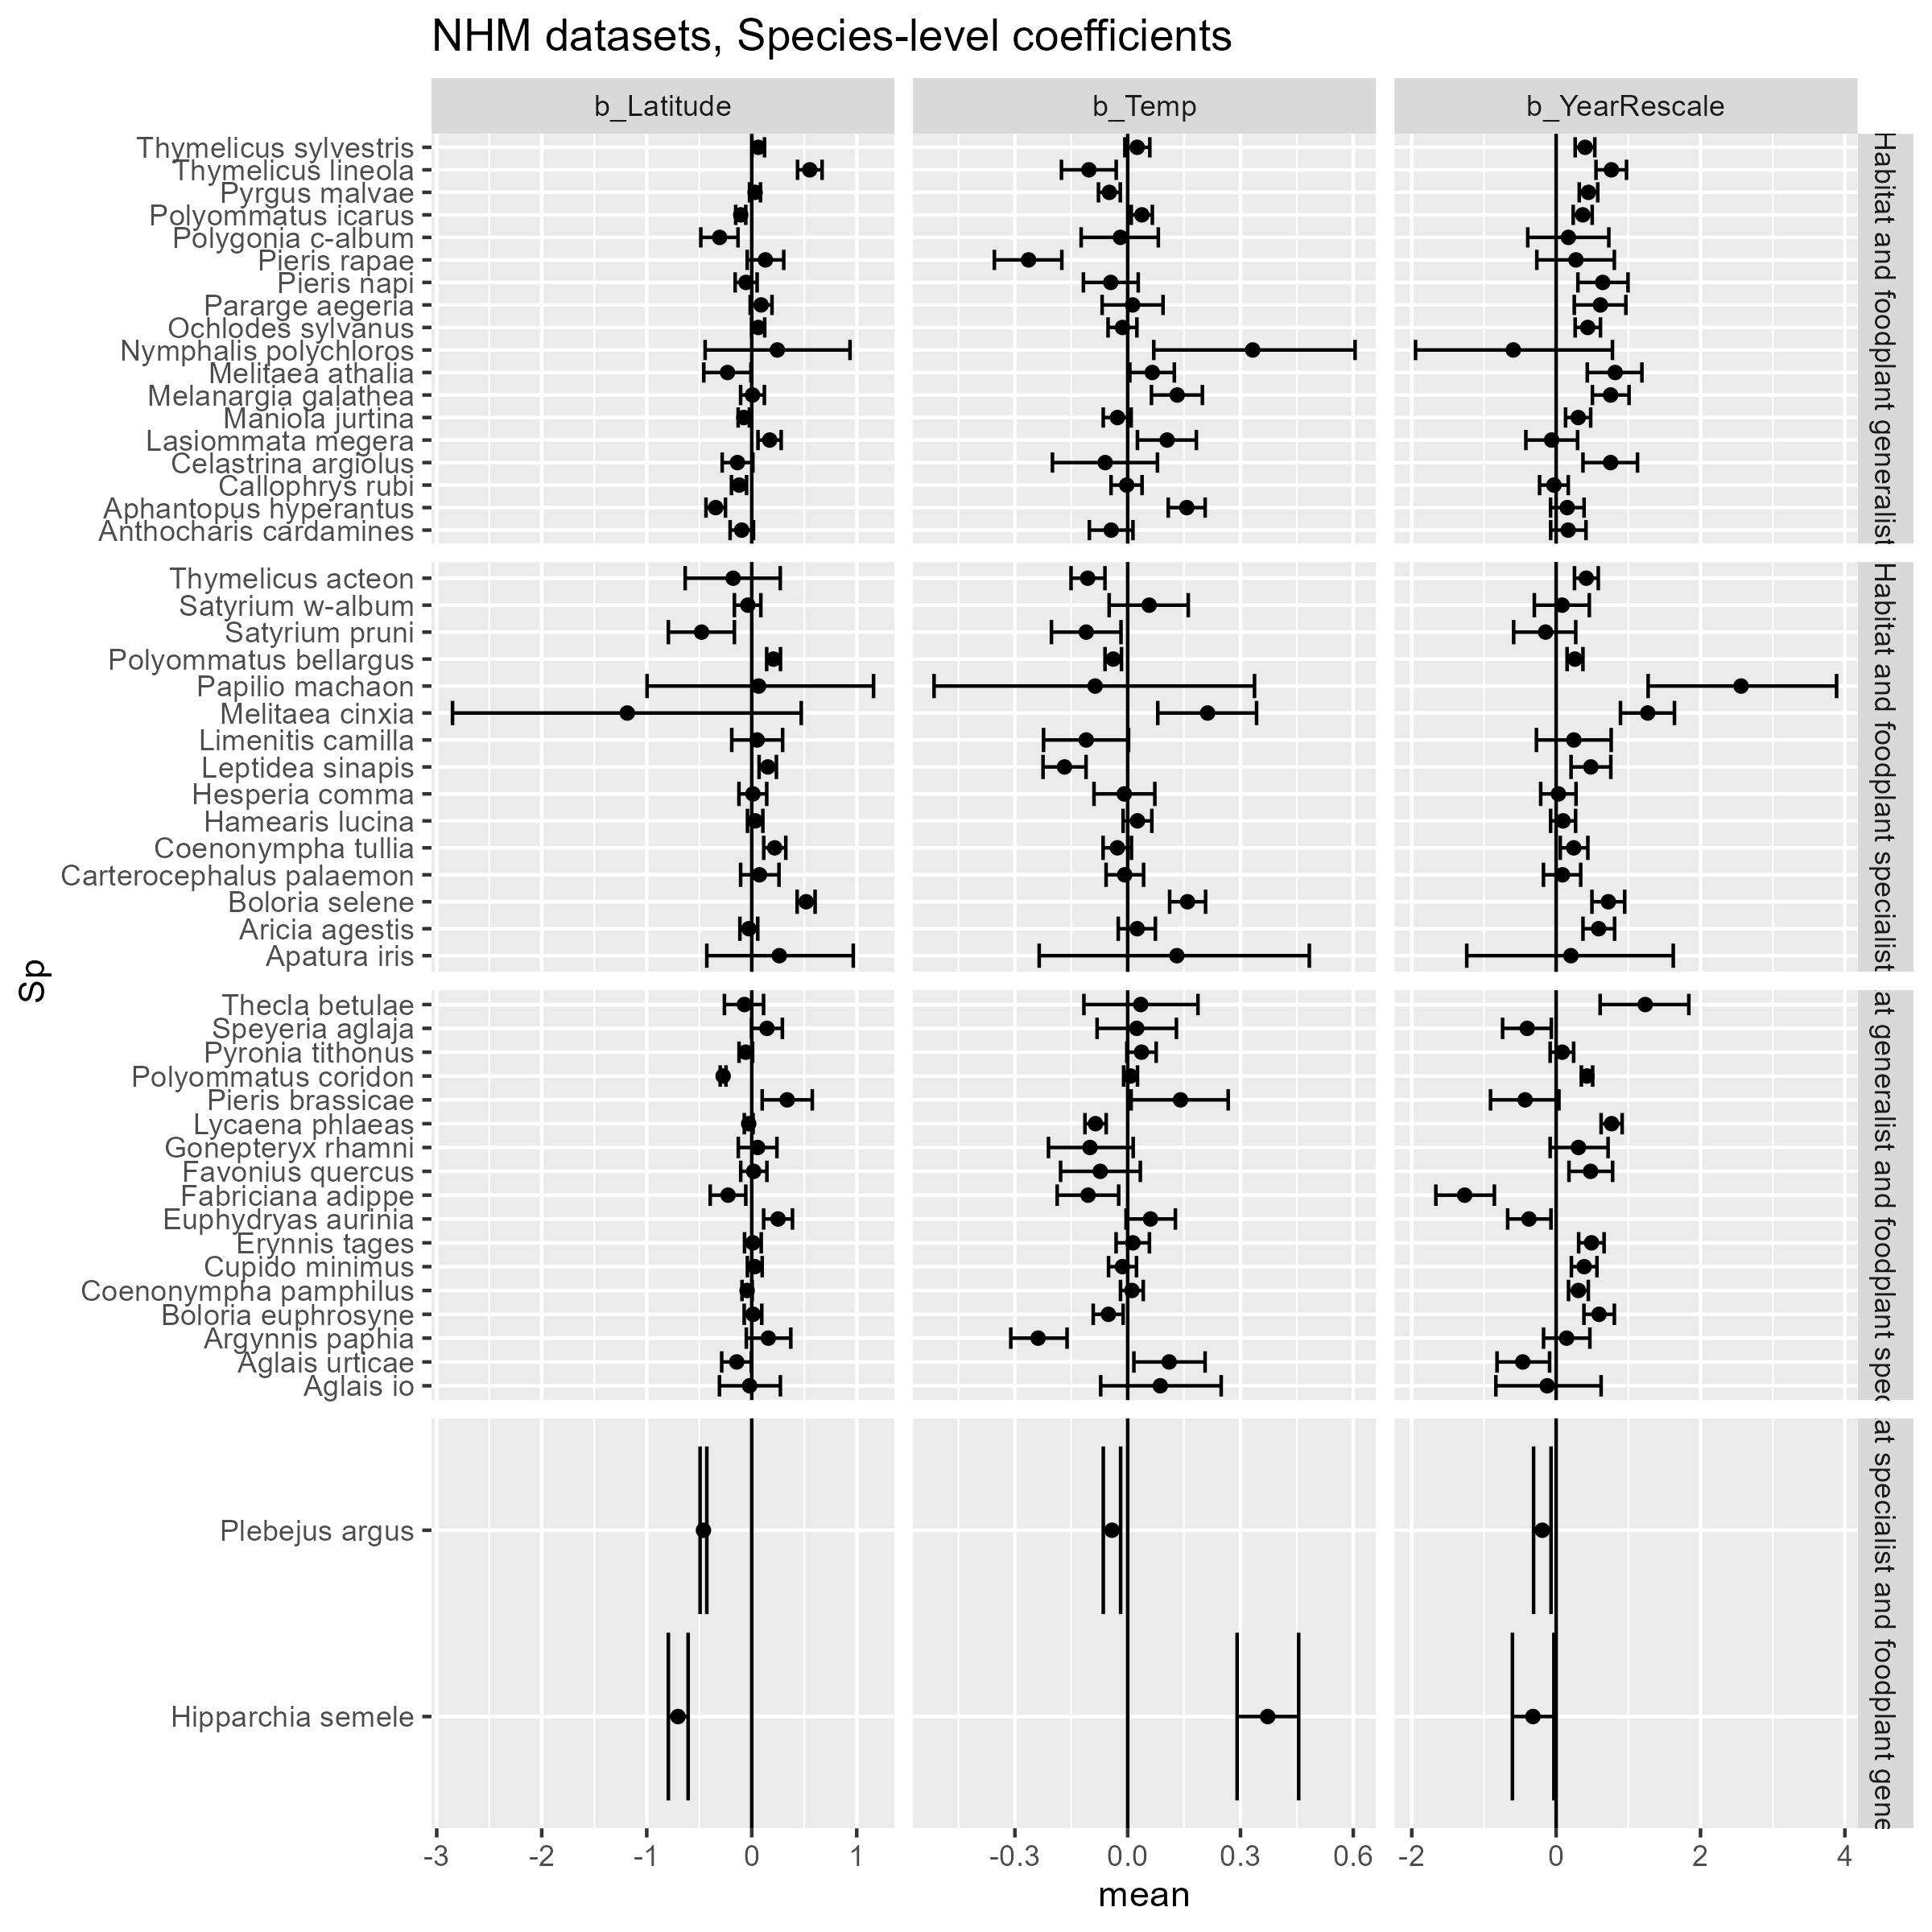 NHM datasets, Species-level coefficients
b_Latitude
b_Temp
b_YearRescale
Thymelicus sylvestris
Thymelicus lineola
Pyrgus malvae
Polyommatus icarus
Polygonia c-album
Pieris rapae
Pieris napi
Pararge aegeria
Ochlodes sylvanus
Nymphalis polychloros
Melitaea athalia
Melanargia galathea
Maniola jurtina
Lasiommata megera
Celastrina argiolus
Callophrys rubi
Aphantopus hyperantus
Anthocharis cardamines
Habitat and foodplant generalist
Thymelicus acteon
Satyrium w-album
Satyrium pruni
Polyommatus bellargus
Papilio machaon
Melitaea cinxia
Limenitis camilla
Leptidea sinapis
Hesperia comma
Hamearis lucina
Coenonympha tullia
Carterocephalus palaemon
Boloria selene
Aricia agestis
Apatura iris
Habitat and foodplant specialist
Thecla betulae
Speyeria aglaja
Pyronia tithonus
Polyommatus coridon
Pieris brassicae
Lycaena phlaeas
Gonepteryx rhamni
Favonius quercus
Fabriciana adippe
Euphydryas aurinia
Erynnis tages
Cupido minimus
Coenonympha pamphilus
Boloria euphrosyne
Argynnis paphia
Aglais urticae
Aglais io
at generalist and foodplant spec
Plebejus argus
Hipparchia semele
at specialist and foodplant gene
Sp
-3 -2 -1 0 1
-0.3 0.0 0.3 0.6
-2 0 2 4
mean